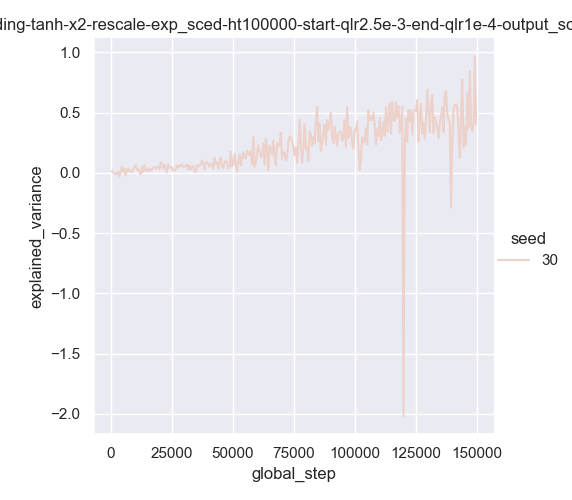 ding-tanh-x2-rescale-exp_sced-ht100000-start-qlr2.5e-3-end-qlr1e-4-output_sc
1.0
0.5
0.0
−0.5
−1.0
−1.5
−2.0
explained_variance
0 25000 50000 75000 100000 125000 150000
global_step
seed
30